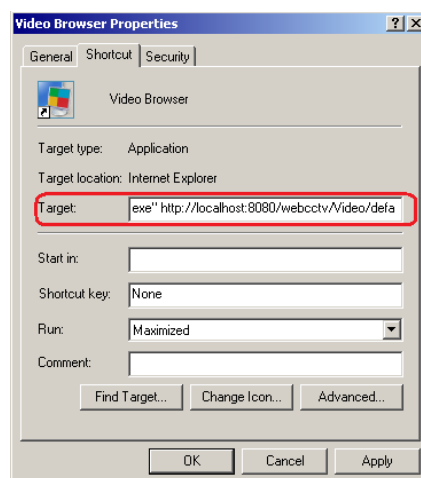 Video Browser Properties
General Shortcut Security
Video Browser
Target type: Application
Target location: Internet Explorer
Target: exe" http://localhost:8080/webcctv/Video/defa
Start in:
Shortcut key: None
Run: Maximized
Comment:
Find Target... Change Icon... Advanced...
OK Cancel Apply